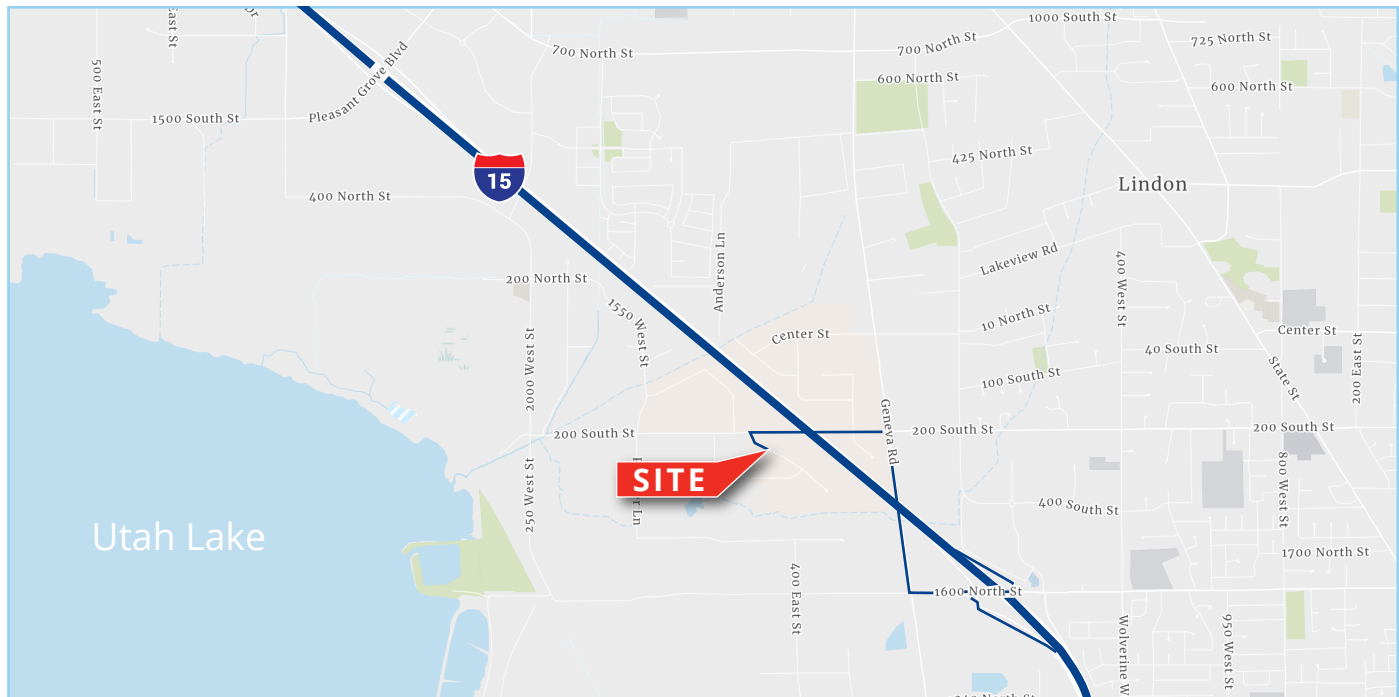 East St
Dr
1000 South St
700 North St
700 North St
725 North St
500 East St
Pleasant Grove Blvd
600 North St
600 North St
1500 South St
425 North St
15
Lindon
400 North St
Lakeview Rd
400 West St
200 North St
Anderson Ln
1550 West St
10 North St
Center St
Center St
2000 West St
40 South St
100 South St
State St
200 East St
Geneva Rd
200 South St
200 South St
200 South St
SITE
Ln
250 West St
800 West St
400 South St
Utah Lake
1700 North St
400 East St
1600 North St
Wolverine W
950 West St